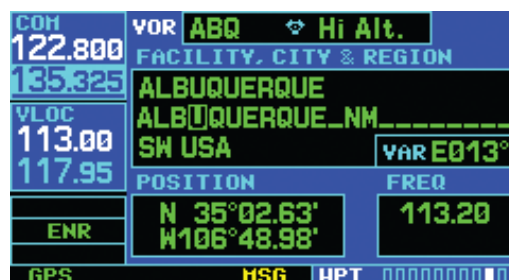 COM
122.800
135.325
VLOC
113.00
117.95
ENR
GPS
VOR ABQ Hi Alt.
FACILITY, CITY & REGION
ALBUQUERQUE
ALBUQUERQUE_NM________
SW USA VAR E013°
POSITION FREQ
N 35°02.63' 113.20
W106°48.98'
MSG WPT